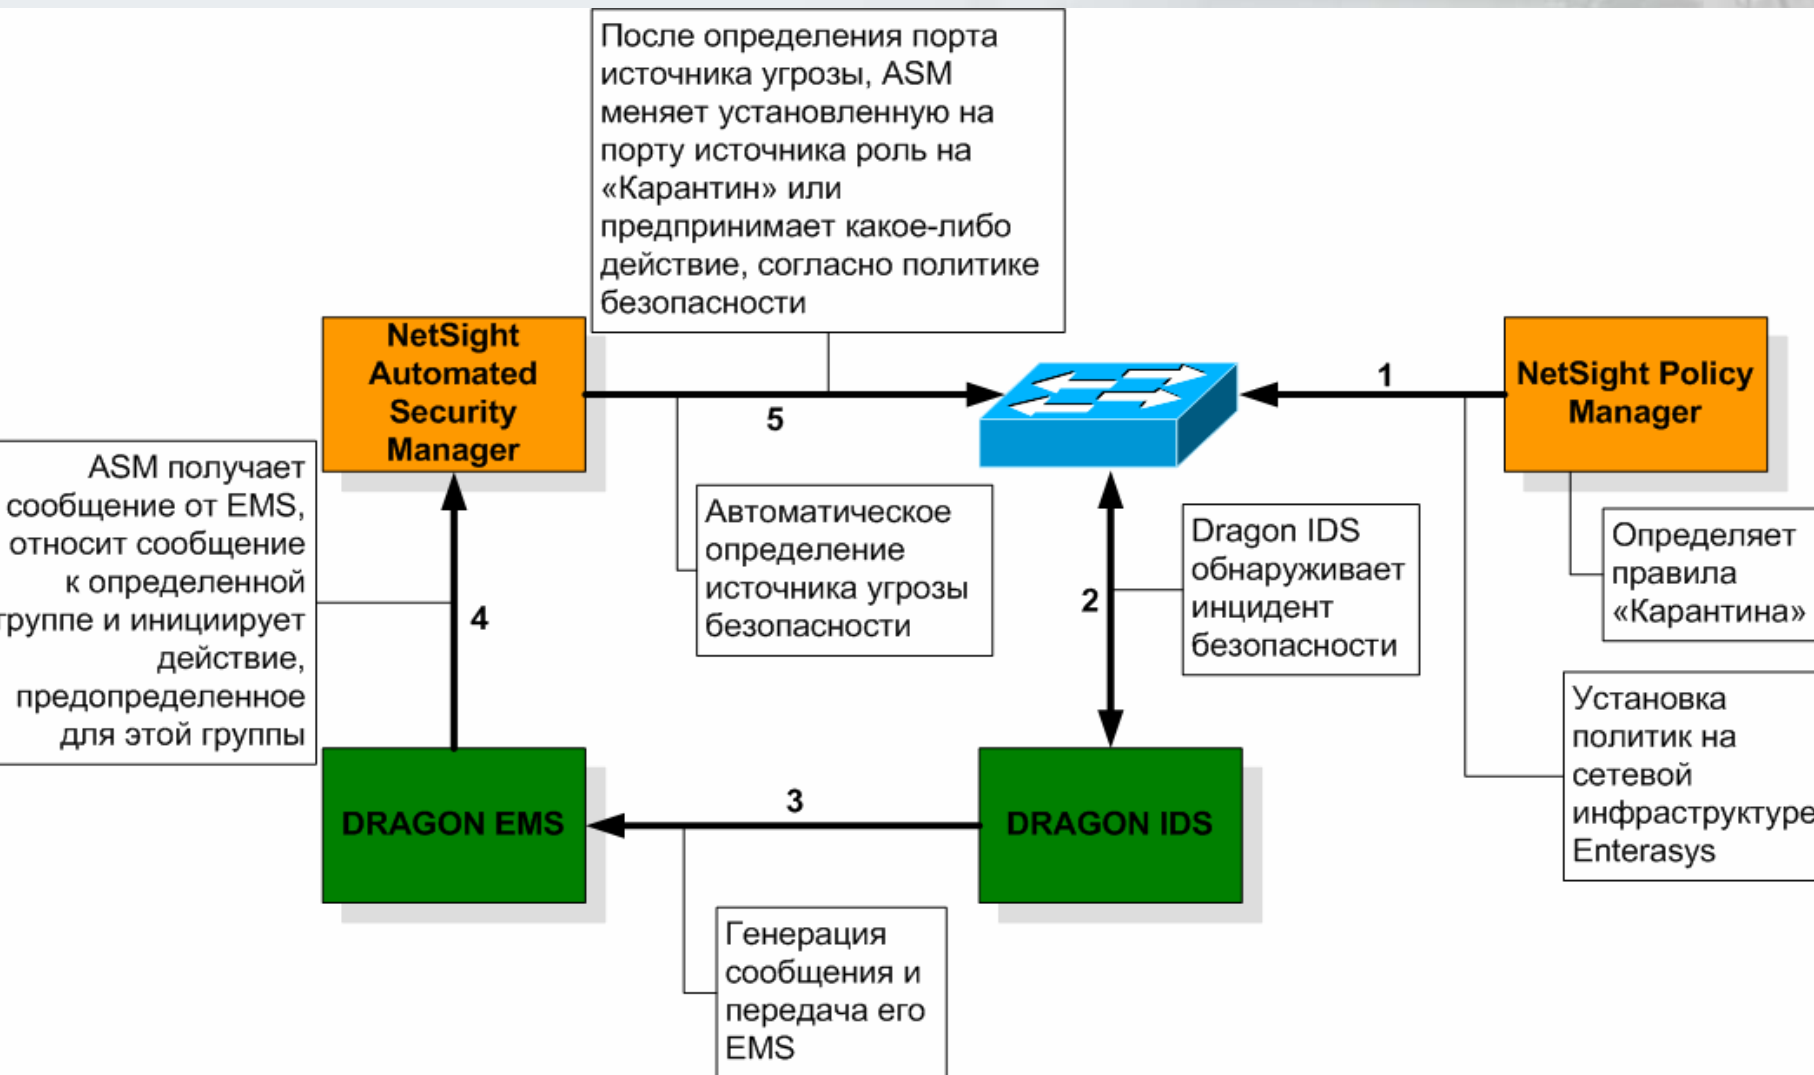 После определения порта
источника угрозы, ASM
меняет установленную на
порту источника роль на
«Карантин» или
предпринимает какое-либо
действие, согласно политике
безопасности
NetSight
Automated
Security
Manager
5
1
NetSight Policy
Manager
ASM получает
сообщение от EMS,
относит сообщение
к определенной
группе и инициирует
действие,
предопределенное
для этой группы
4
Автоматическое
определение
источника угрозы
безопасности
2
Dragon IDS
обнаруживает
инцидент
безопасности
Определяет
правила
«Карантина»
Установка
политик на
сетевой
инфраструктуре
Enterasys
DRAGON EMS
3
DRAGON IDS
Генерация
сообщения и
передача его
EMS